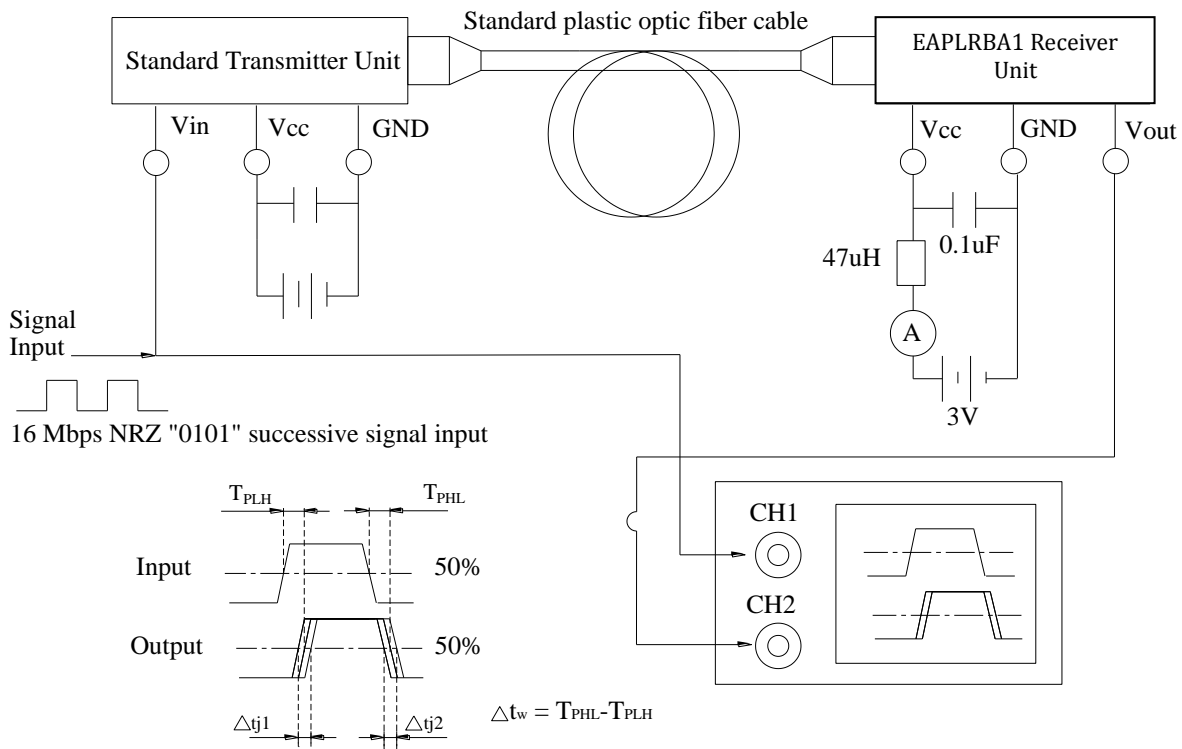 Standard plastic optic fiber cable
Standard Transmitter Unit
EAPLRBA1 Receiver
Unit
Vin
Vcc
GND
Vcc
GND
Vout
0.1uF
47uH
A
3V
Signal
Input
16 Mbps NRZ "0101" successive signal input
TPLH
TPHL
Input
50%
Output
50%
△tj1
△tj2
△tw = TPHL-TPLH
CH1
CH2